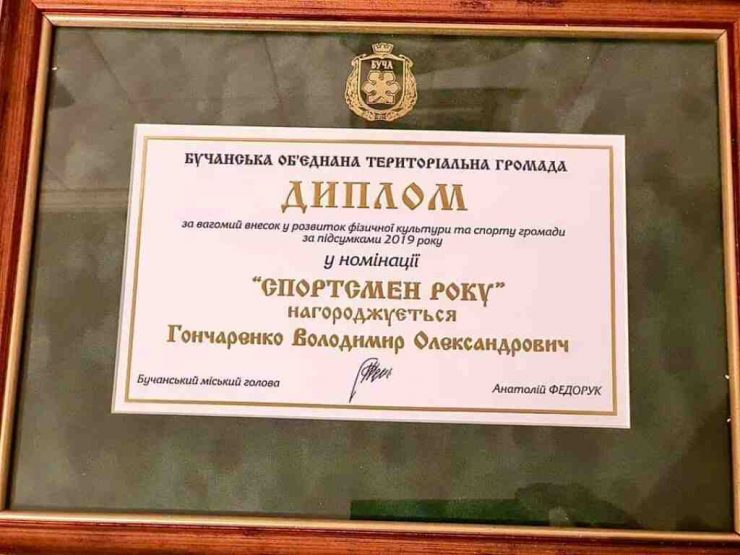 БУЧА
БУЧАНСЬКА ОБ'ЄДНАНА ТЕРИТОРІАЛЬНА ГРОМАДА
ДИПЛОМ
за вагомий внесок у розвиток фізичної культури та спорту громади
за підсумками 2019 року
у номінації
"СПОРТСМЕН РОКУ"
НАГОРОДЖУЄТЬСЯ
Гончаренко Володимир Олександрович
Бучанський міський голова
Анатолій ФЕДОРУК